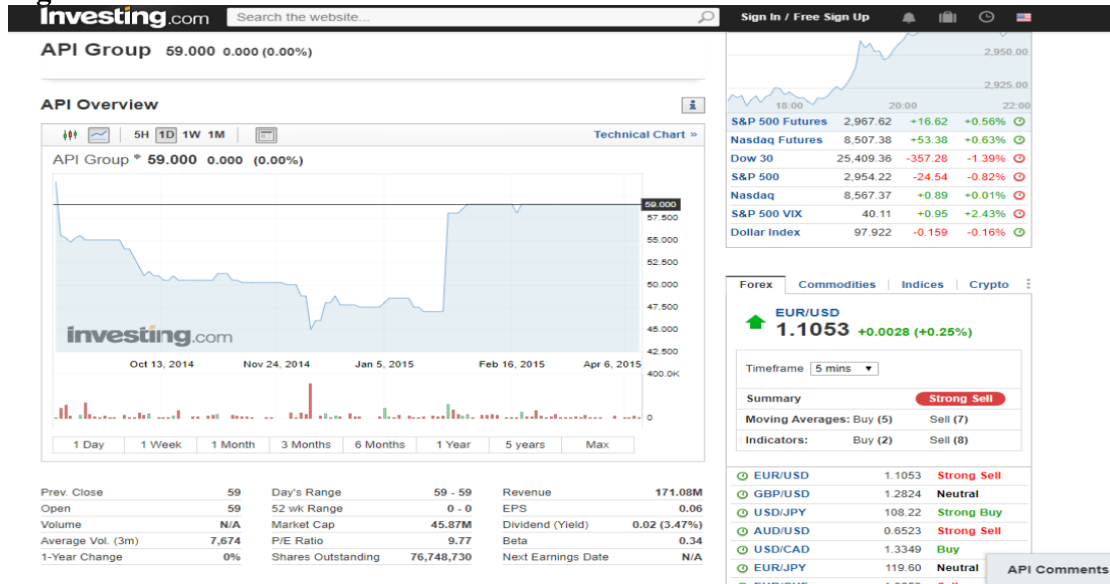 Investing.com Search the website... Sign In / Free Sign Up
API Group 59.000 0.000 (0.00%)
API Overview
5H 1D 1W 1M Technical Chart »
API Group 59.000 0.000 (0.00%)
59.000
57.500
55.000
52.500
50.000
47.500
45.000
42.500
400.0K
0
Investing.com
Oct 13, 2014 Nov 24, 2014 Jan 5, 2015 Feb 16, 2015 Apr 6, 2015
1 Day 1 Week 1 Month 3 Months 6 Months 1 Year 5 years Max
Prev. Close 59 Day's Range 59 - 59 Revenue 171.08M
Open 59 52 wk Range 0 - 0 EPS 0.06
Volume N/A Market Cap 45.87M Dividend (Yield) 0.02 (3.47%)
Average Vol. (3m) 7,674 P/E Ratio 9.77 Beta 0.34
1-Year Change 0% Shares Outstanding 76,748,730 Next Earnings Date N/A
2,950.00
2,925.00
18:00 20:00 22:00
S&P 500 Futures 2,967.62 +16.62 +0.56%
Nasdaq Futures 8,507.38 +53.38 +0.63%
Dow 30 25,409.36 -357.28 -1.39%
S&P 500 2,954.22 -24.54 -0.82%
Nasdaq 8,567.37 +0.89 +0.01%
S&P 500 VIX 40.11 +0.95 +2.43%
Dollar Index 97.922 -0.159 -0.16%
Forex Commodities Indices Crypto
EUR/USD
1.1053 +0.0028 (+0.25%)
Timeframe 5 mins
Summary Strong Sell
Moving Averages: Buy (5) Sell (7)
Indicators: Buy (2) Sell (8)
EUR/USD 1.1053 Strong Sell
GBP/USD 1.2824 Neutral
USD/JPY 108.22 Strong Buy
AUD/USD 0.6523 Strong Sell
USD/CAD 1.3349 Buy
EUR/JPY 119.60 Neutral
API Comments